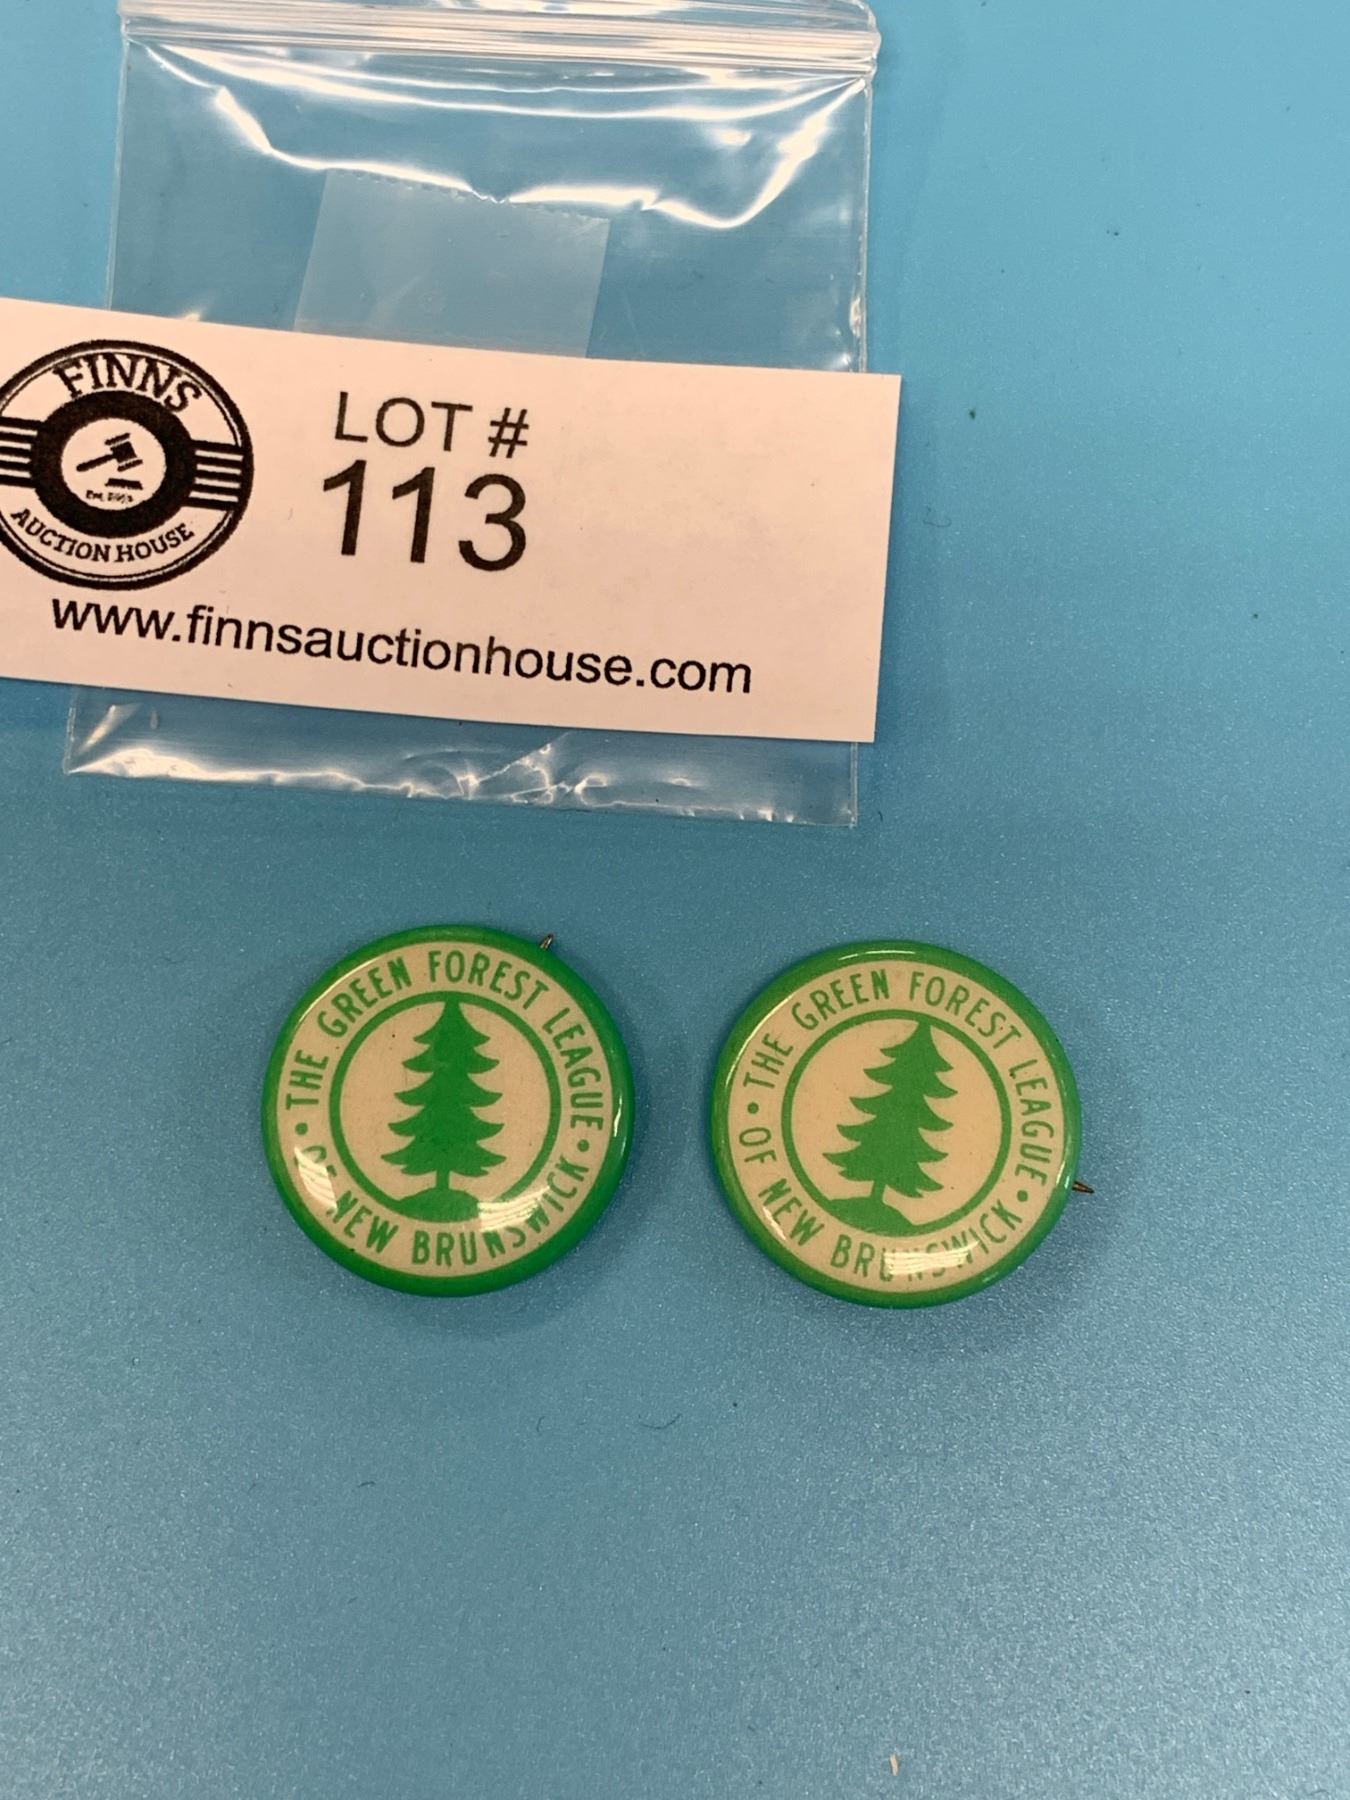 FINNS
AUCTION HOUSE
LOT #
113
www.finnsauctionhouse.com
THE GREEN FOREST LEAGUE
• OF NEW BRUNSWICK •
THE GREEN FOREST LEAGUE
• OF NEW BRUNSWICK •